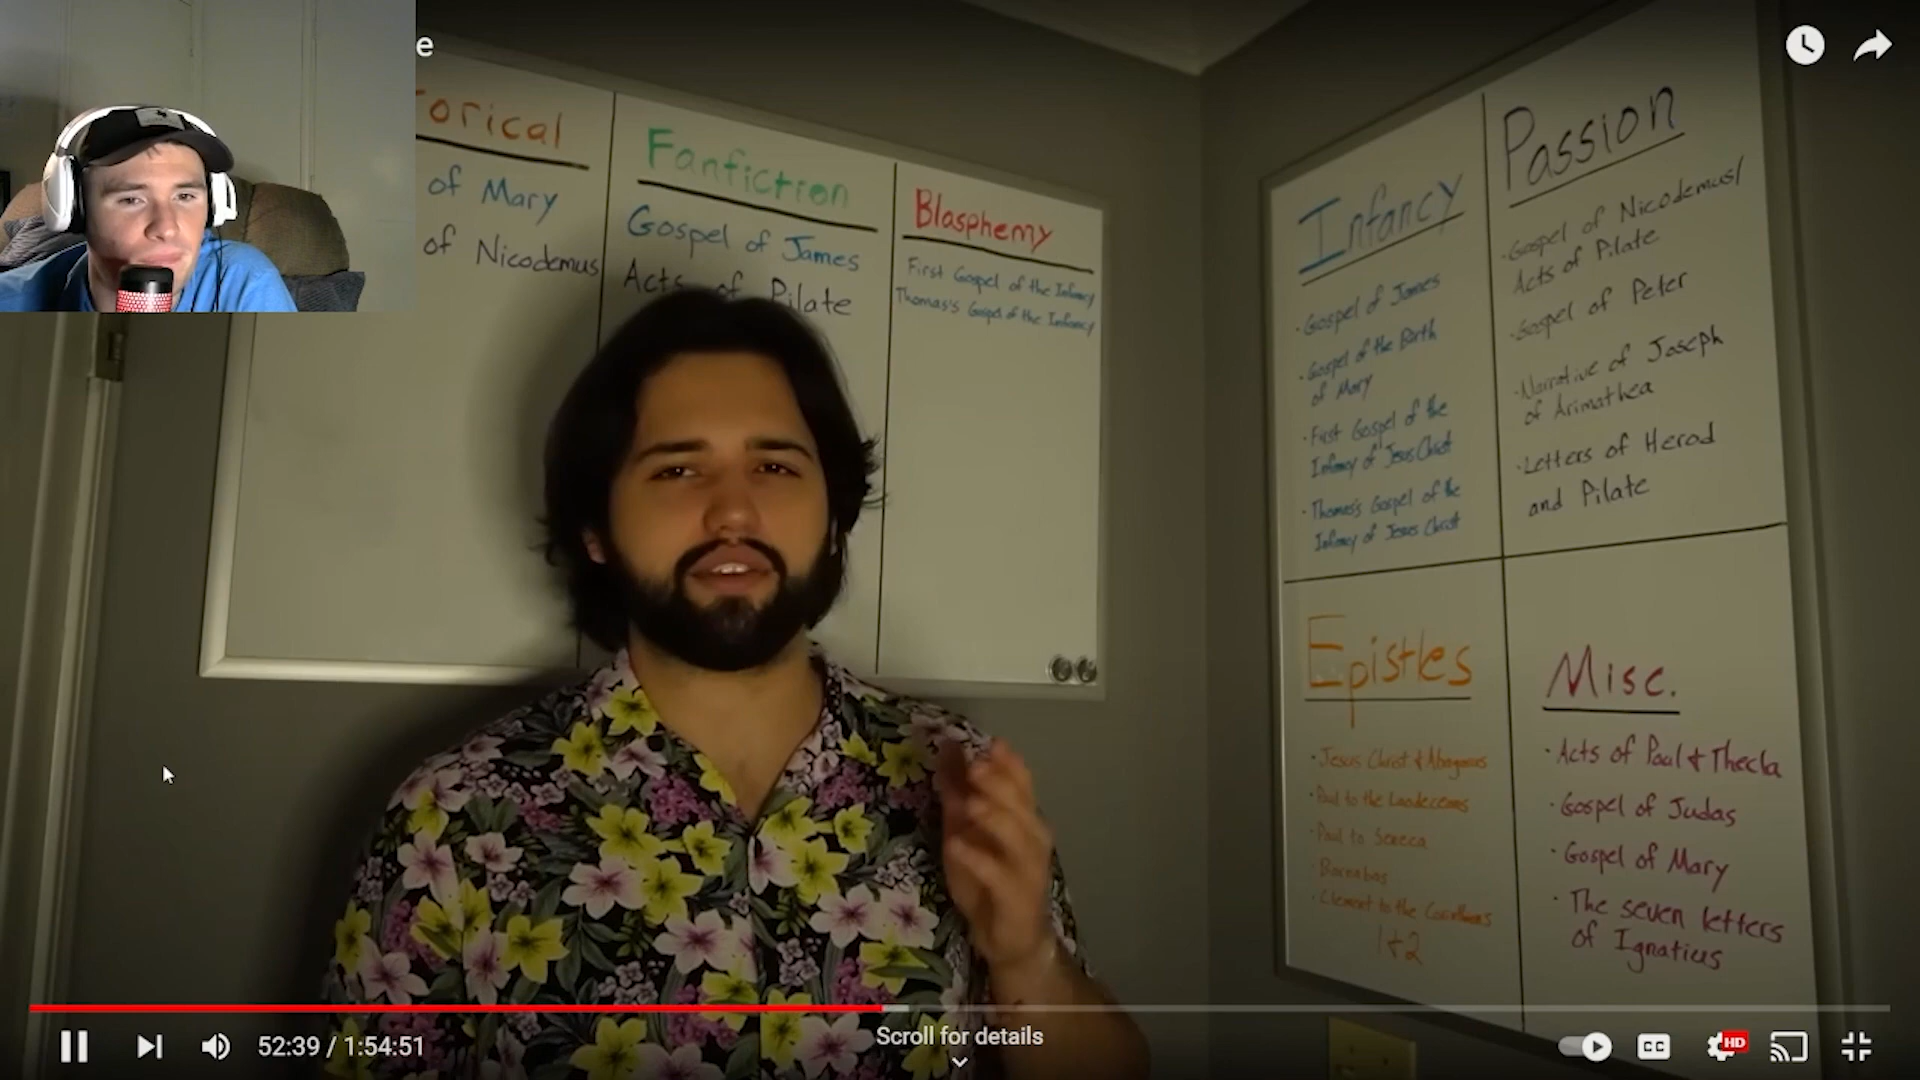 e
orical
of Mary
of Nicodemus
Fanfiction
Gospel of James
Acts of Pilate
Blasphemy
First Gospel of the Infancy
Thomas's Gospel of the Infancy
Infancy
· Gospel of James
· Gospel of the Birth
of Mary
· First Gospel of the
Infancy of Jesus Christ
· Thomas's Gospel of the
Infancy of Jesus Christ
Passion
· Gospel of Nicodemus/
Acts of Pilate
· Gospel of Peter
· Narrative of Joseph
of Arimathea
· Letters of Herod
and Pilate
Epistles
· Jesus Christ & Abgarus
· Paul to the Laodeceans
· Paul to Seneca
· Barnabas
· Clement to the Corinthians
1 & 2
Misc.
· Acts of Paul & Thecla
· Gospel of Judas
· Gospel of Mary
· The seven letters
of Ignatius
Scroll for details
52:39 / 1:54:51
CC
HD